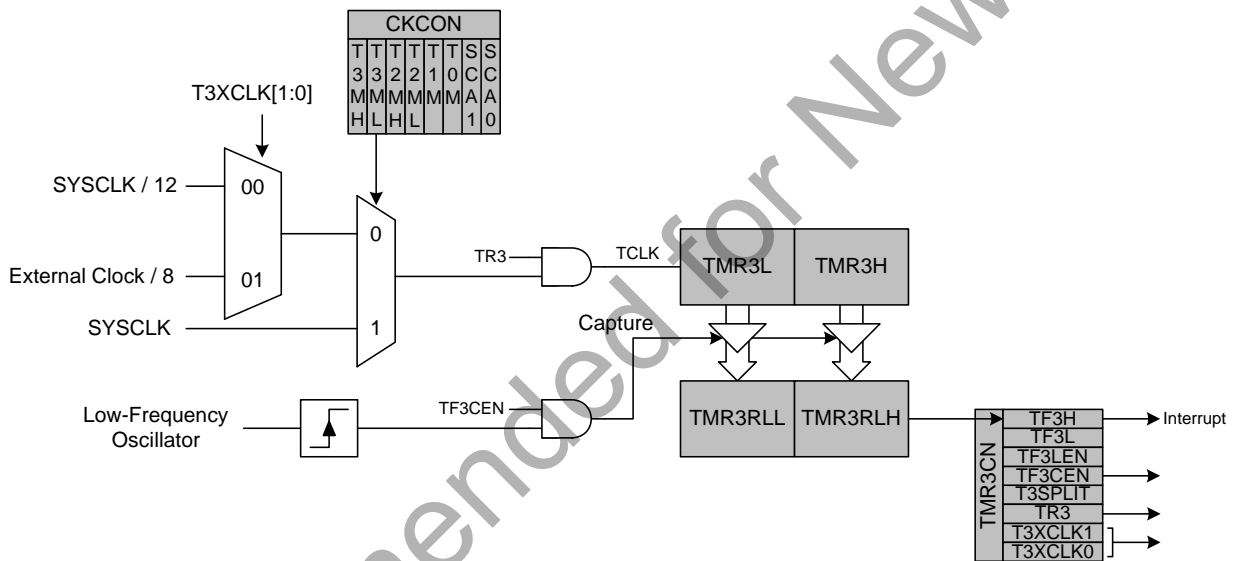 CKCON
T3MH T3ML T2MH T2ML T1M T0M SCA1 SCA0
T3XCLK[1:0]
SYSCLK / 12
00
External Clock / 8
01
SYSCLK
0
1
TR3
TCLK
TMR3L
TMR3H
Capture
Low-Frequency
Oscillator
TF3CEN
TMR3RLL
TMR3RLH
TMR3CN
TF3H
TF3L
TF3LEN
TF3CEN
T3SPLIT
TR3
T3XCLK1
T3XCLK0
Interrupt
ended for New